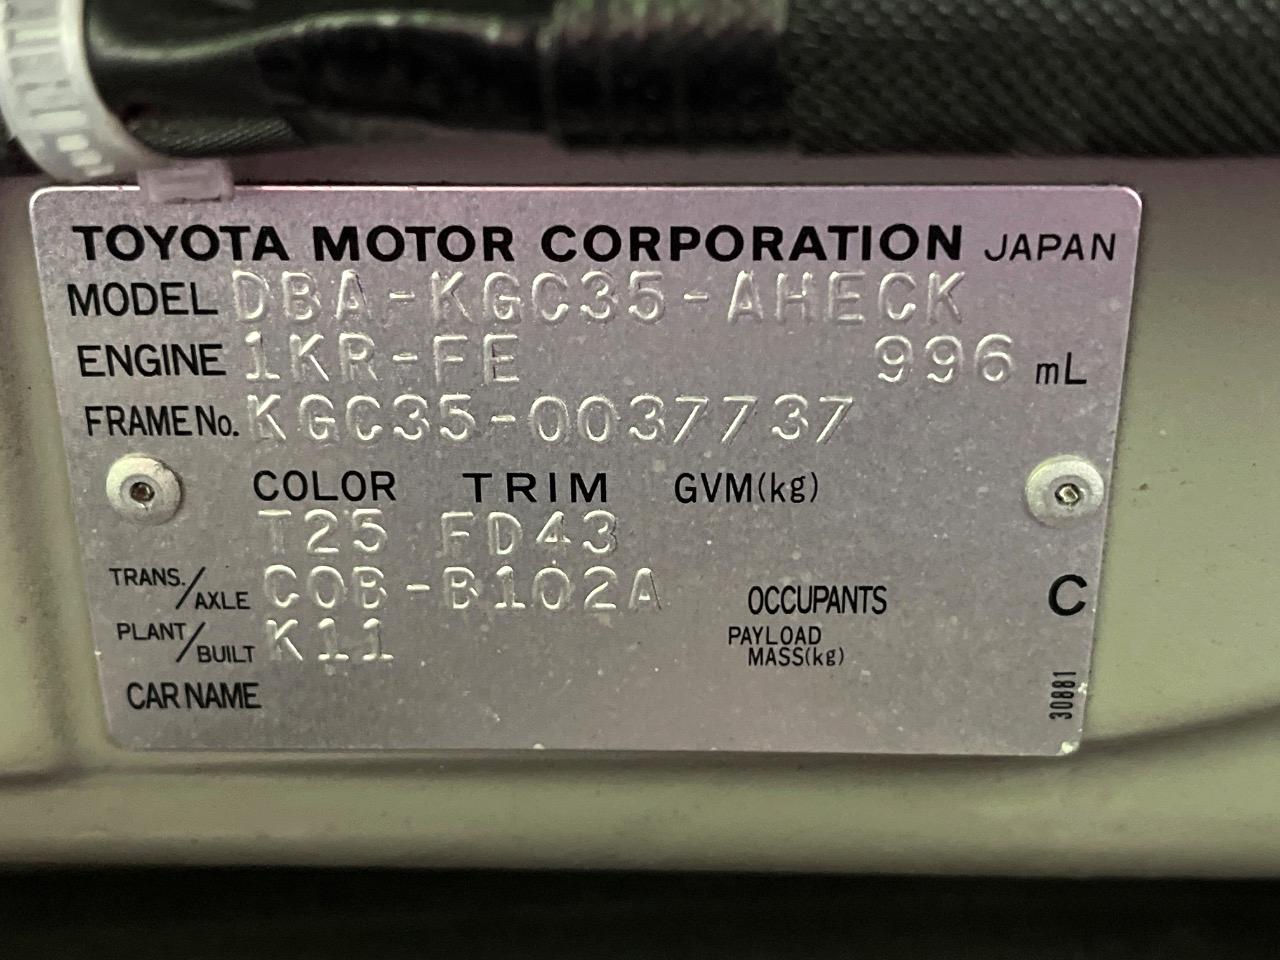 TOYOTA MOTOR CORPORATION JAPAN
MODEL DBA-KGC35-AHECK
ENGINE 1KR-FE 996 mL
FRAME No. KGC35-0037737
COLOR TRIM GVM(kg)
T25 FD43
TRANS./AXLE C0B-B102A OCCUPANTS C
PLANT/BUILT K11 PAYLOAD MASS(kg)
CAR NAME
30881